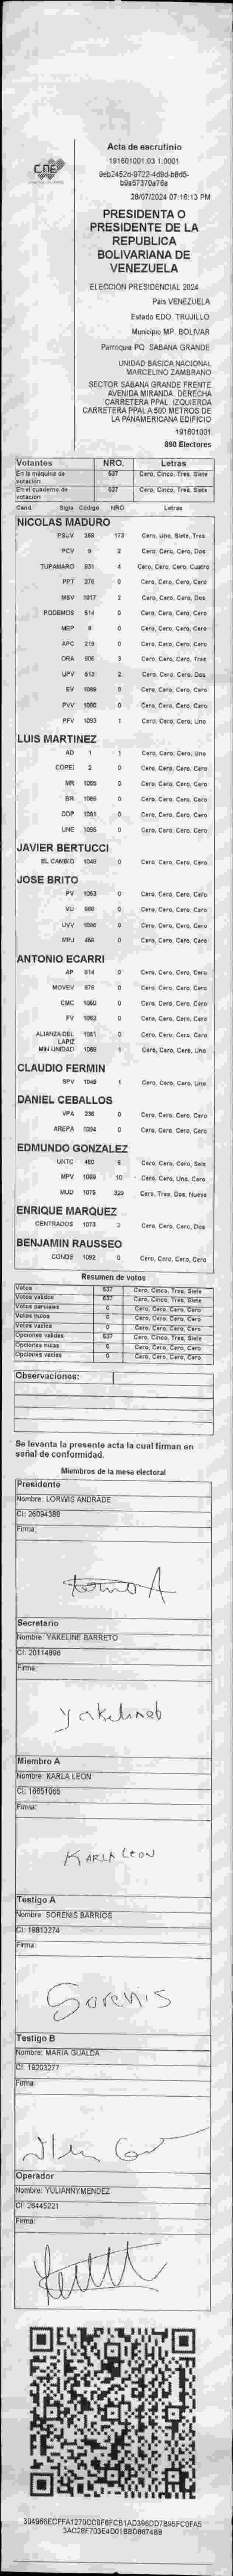 CNE
Acta de escrutinio
191601001.03.1.0001
9eb2452d-9722-4d9d-b8d5-
b9a57370a76a
28/07/2024 07:16:13 PM
PRESIDENTA O
PRESIDENTE DE LA
REPUBLICA
BOLIVARIANA DE
VENEZUELA
ELECCIÓN PRESIDENCIAL 2024
País VENEZUELA
Estado EDO. TRUJILLO
Municipio MP. BOLIVAR
Parroquia PQ. SABANA GRANDE
UNIDAD BASICA NACIONAL
MARCELINO ZAMBRANO
SECTOR SABANA GRANDE FRENTE
AVENIDA MIRANDA. DERECHA
CARRETERA PPAL. IZQUIERDA
CARRETERA PPAL A 500 METROS DE
LA PANAMERICANA EDIFICIO
191601001
890 Electores
Votantes NRO. Letras
En la máquina de votación 537 Cero, Cinco, Tres, Siete
En el cuaderno de votación 537 Cero, Cinco, Tres, Siete
Cand. Sigla Código NRO. Letras
NICOLAS MADURO
PSUV 173 Cero, Uno, Siete, Tres
PCV 9 2 Cero, Cero, Cero, Dos
TUPAMARO 931 4 Cero, Cero, Cero, Cuatro
PPT 376 0 Cero, Cero, Cero, Cero
MSV 1017 2 Cero, Cero, Cero, Dos
PODEMOS 514 0 Cero, Cero, Cero, Cero
MEP 6 0 Cero, Cero, Cero, Cero
APC 219 0 Cero, Cero, Cero, Cero
ORA 906 3 Cero, Cero, Cero, Tres
UPV 512 2 Cero, Cero, Cero, Dos
EV 1089 0 Cero, Cero, Cero, Cero
PVV 1090 0 Cero, Cero, Cero, Cero
PFV 1093 1 Cero, Cero, Cero, Uno
LUIS MARTINEZ
AD 1 1 Cero, Cero, Cero, Uno
COPEI 2 0 Cero, Cero, Cero, Cero
MR 0 Cero, Cero, Cero, Cero
BR 1066 0 Cero, Cero, Cero, Cero
DDP 1091 0 Cero, Cero, Cero, Cero
UNE 1095 0 Cero, Cero, Cero, Cero
JAVIER BERTUCCI
EL CAMBIO 1049 0 Cero, Cero, Cero, Cero
JOSE BRITO
PV 1053 0 Cero, Cero, Cero, Cero
VU 0 Cero, Cero, Cero, Cero
UVV 0 Cero, Cero, Cero, Cero
MPJ 0 Cero, Cero, Cero, Cero
ANTONIO ECARRI
AP 914 0 Cero, Cero, Cero, Cero
MOVEV 978 0 Cero, Cero, Cero, Cero
CMC 1050 0 Cero, Cero, Cero, Cero
FV 1062 0 Cero, Cero, Cero, Cero
ALIANZA DEL LAPIZ 1061 0 Cero, Cero, Cero, Cero
MIN UNIDAD 1068 1 Cero, Cero, Cero, Uno
CLAUDIO FERMIN
SPV 1 Cero, Cero, Cero, Uno
DANIEL CEBALLOS
VPA 236 0 Cero, Cero, Cero, Cero
AREPA 1094 0 Cero, Cero, Cero, Cero
EDMUNDO GONZALEZ
UNTC 6 Cero, Cero, Cero, Seis
MPV 1069 10 Cero, Cero, Uno, Cero
MUD 1075 329 Cero, Tres, Dos, Nueve
ENRIQUE MARQUEZ
CENTRADOS 1073 2 Cero, Cero, Cero, Dos
BENJAMIN RAUSSEO
CONDE 1092 0 Cero, Cero, Cero, Cero
Resumen de votos
Votos 537 Cero, Cinco, Tres, Siete
Votos válidos 537 Cero, Cinco, Tres, Siete
Votos parciales 0 Cero, Cero, Cero, Cero
Votos nulos 0 Cero, Cero, Cero, Cero
Votos vacíos 0 Cero, Cero, Cero, Cero
Opciones válidas 537 Cero, Cinco, Tres, Siete
Opciones nulas 0 Cero, Cero, Cero, Cero
Opciones vacías 0 Cero, Cero, Cero, Cero
Observaciones:
Se levanta la presente acta la cual firman en
señal de conformidad.
Miembros de la mesa electoral
Presidente
Nombre: LORWIS ANDRADE
CI: 26094389
Firma:
Secretario
Nombre: YAKELINE BARRETO
CI: 20114896
Firma:
Yakelineb
Miembro A
Nombre: KARLA LEON
CI: 16651065
Firma:
KARLA LEON
Testigo A
Nombre: SORENIS BARRIOS
CI: 19813274
Firma:
Sorenis
Testigo B
Nombre: MARIA GUALDA
CI: 19203277
Firma:
Operador
Nombre: YULIANNYMENDEZ
CI: 26445221
Firma: